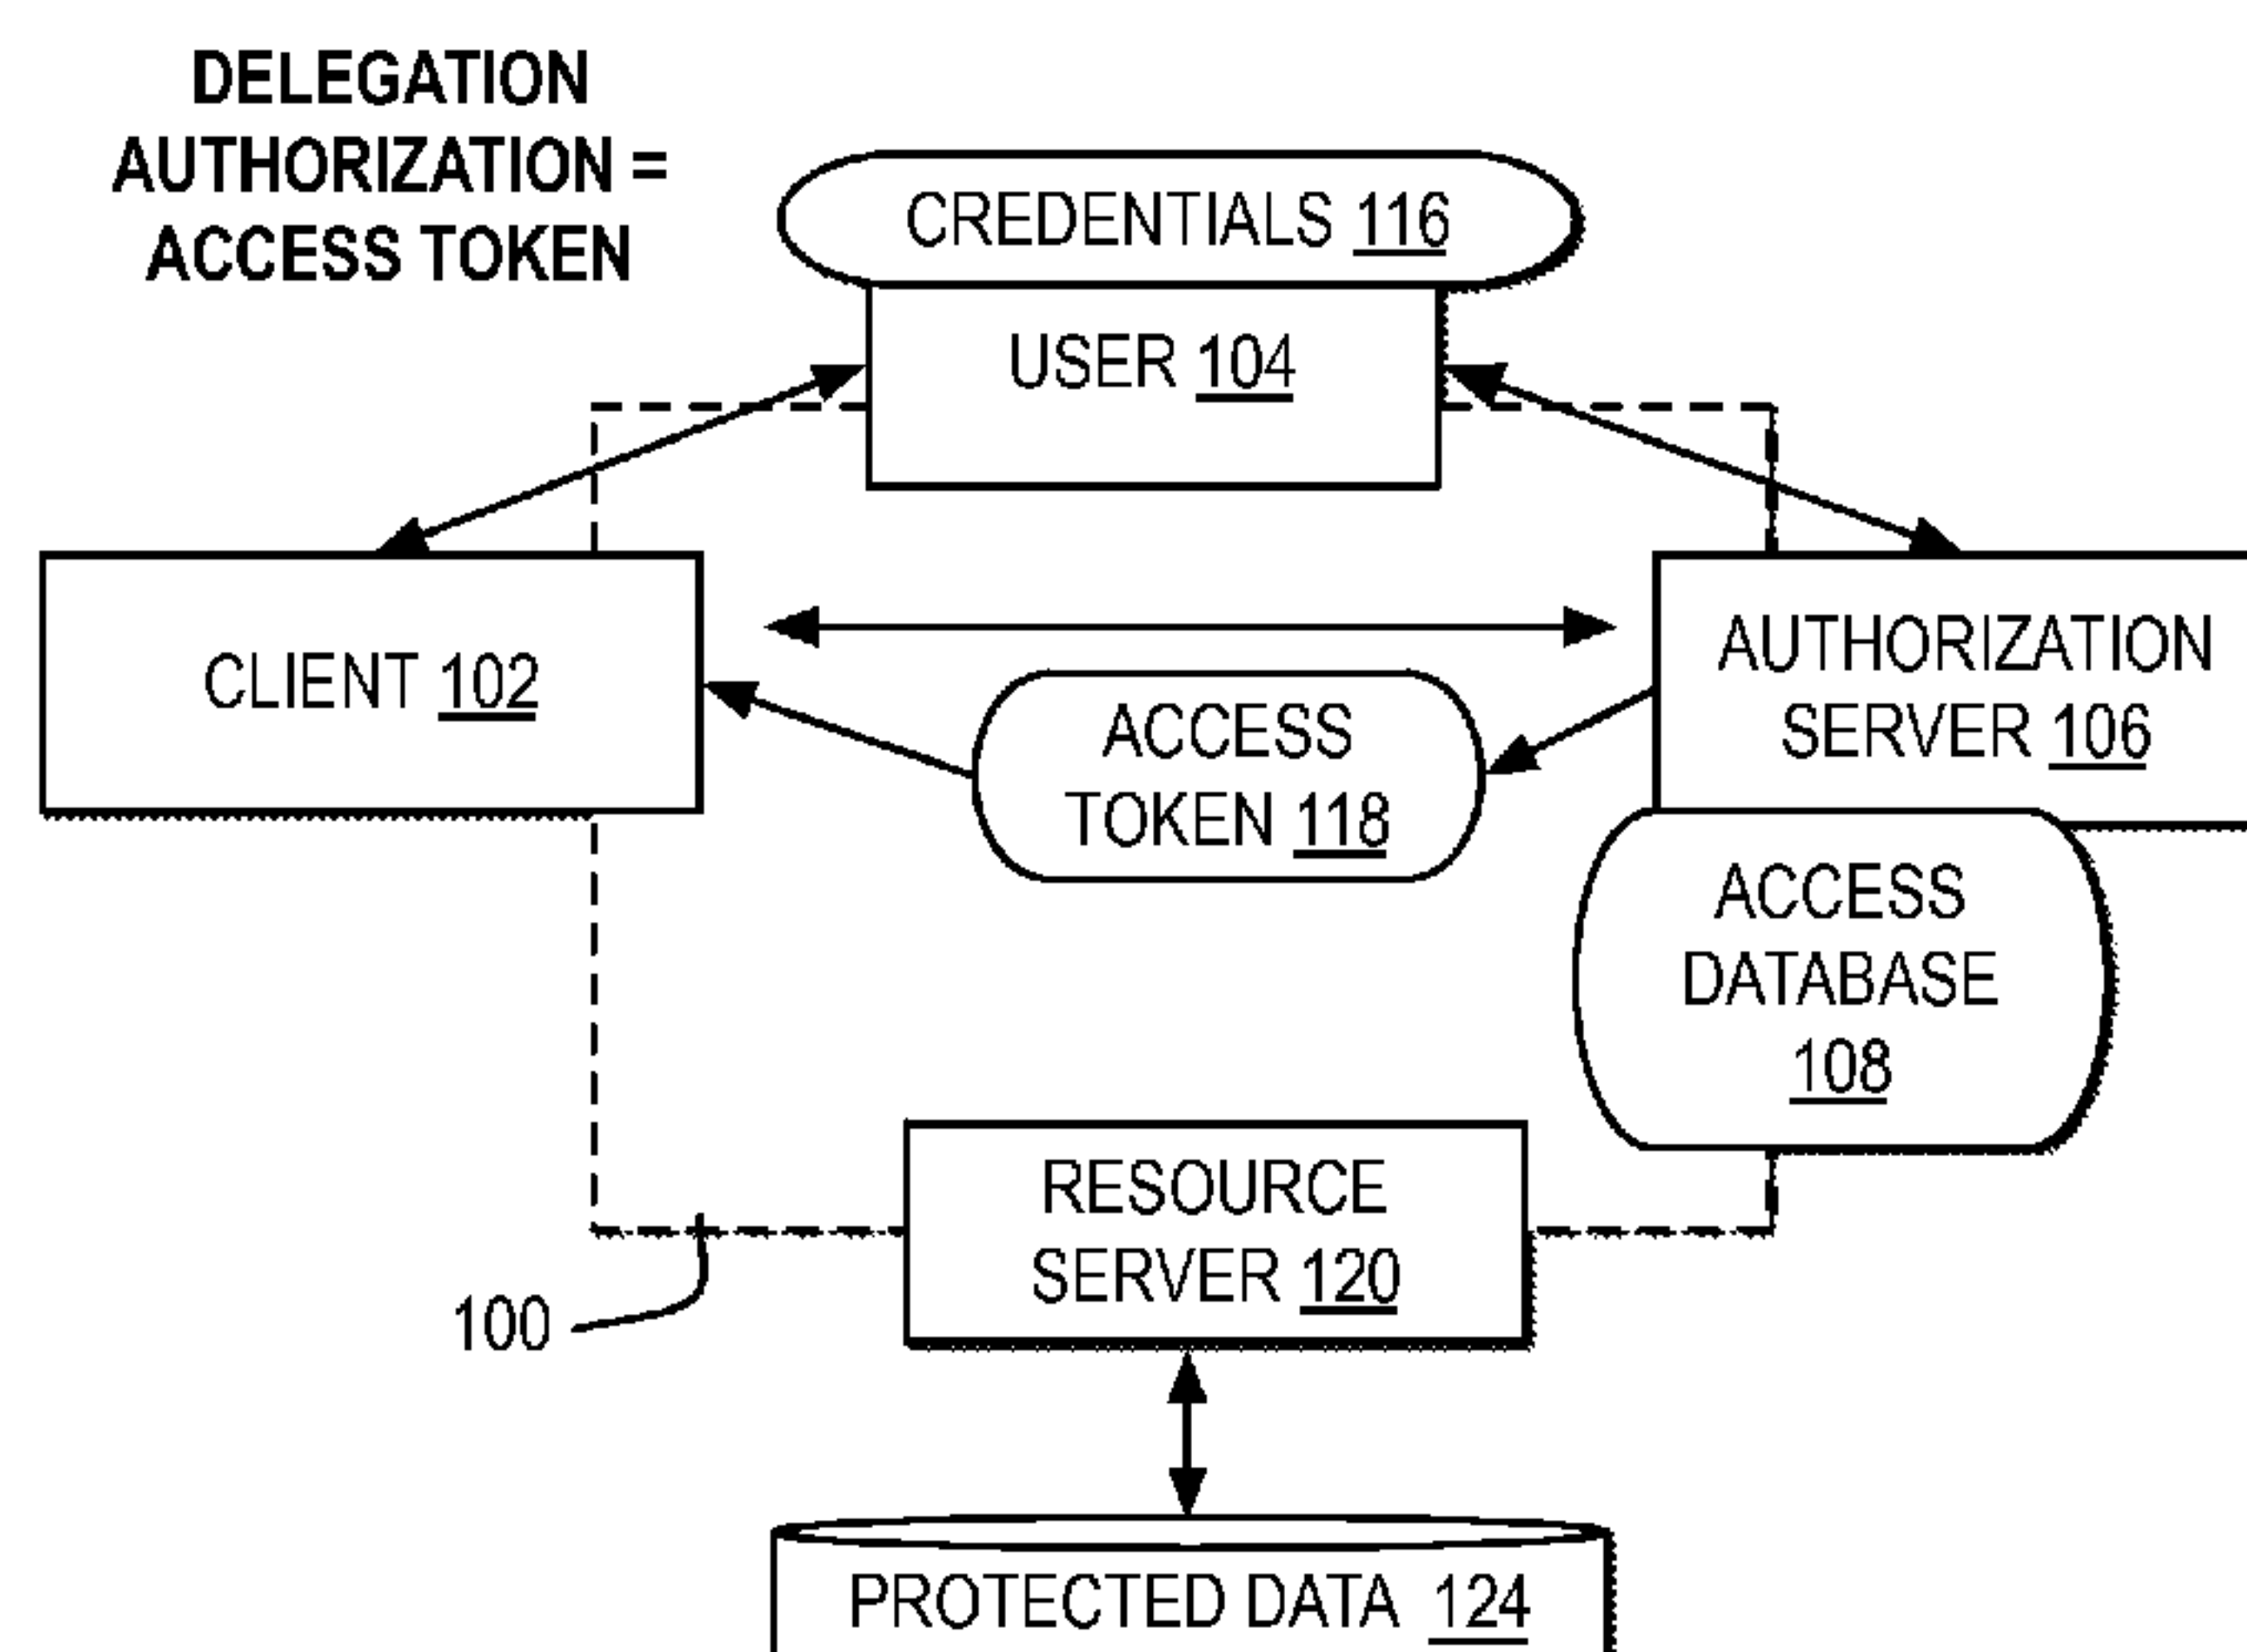 DELEGATION
AUTHORIZATION =
ACCESS TOKEN
CREDENTIALS 116
USER 104
CLIENT 102
AUTHORIZATION
SERVER 106
ACCESS
TOKEN 118
ACCESS
DATABASE
108
RESOURCE
SERVER 120
100
PROTECTED DATA 124